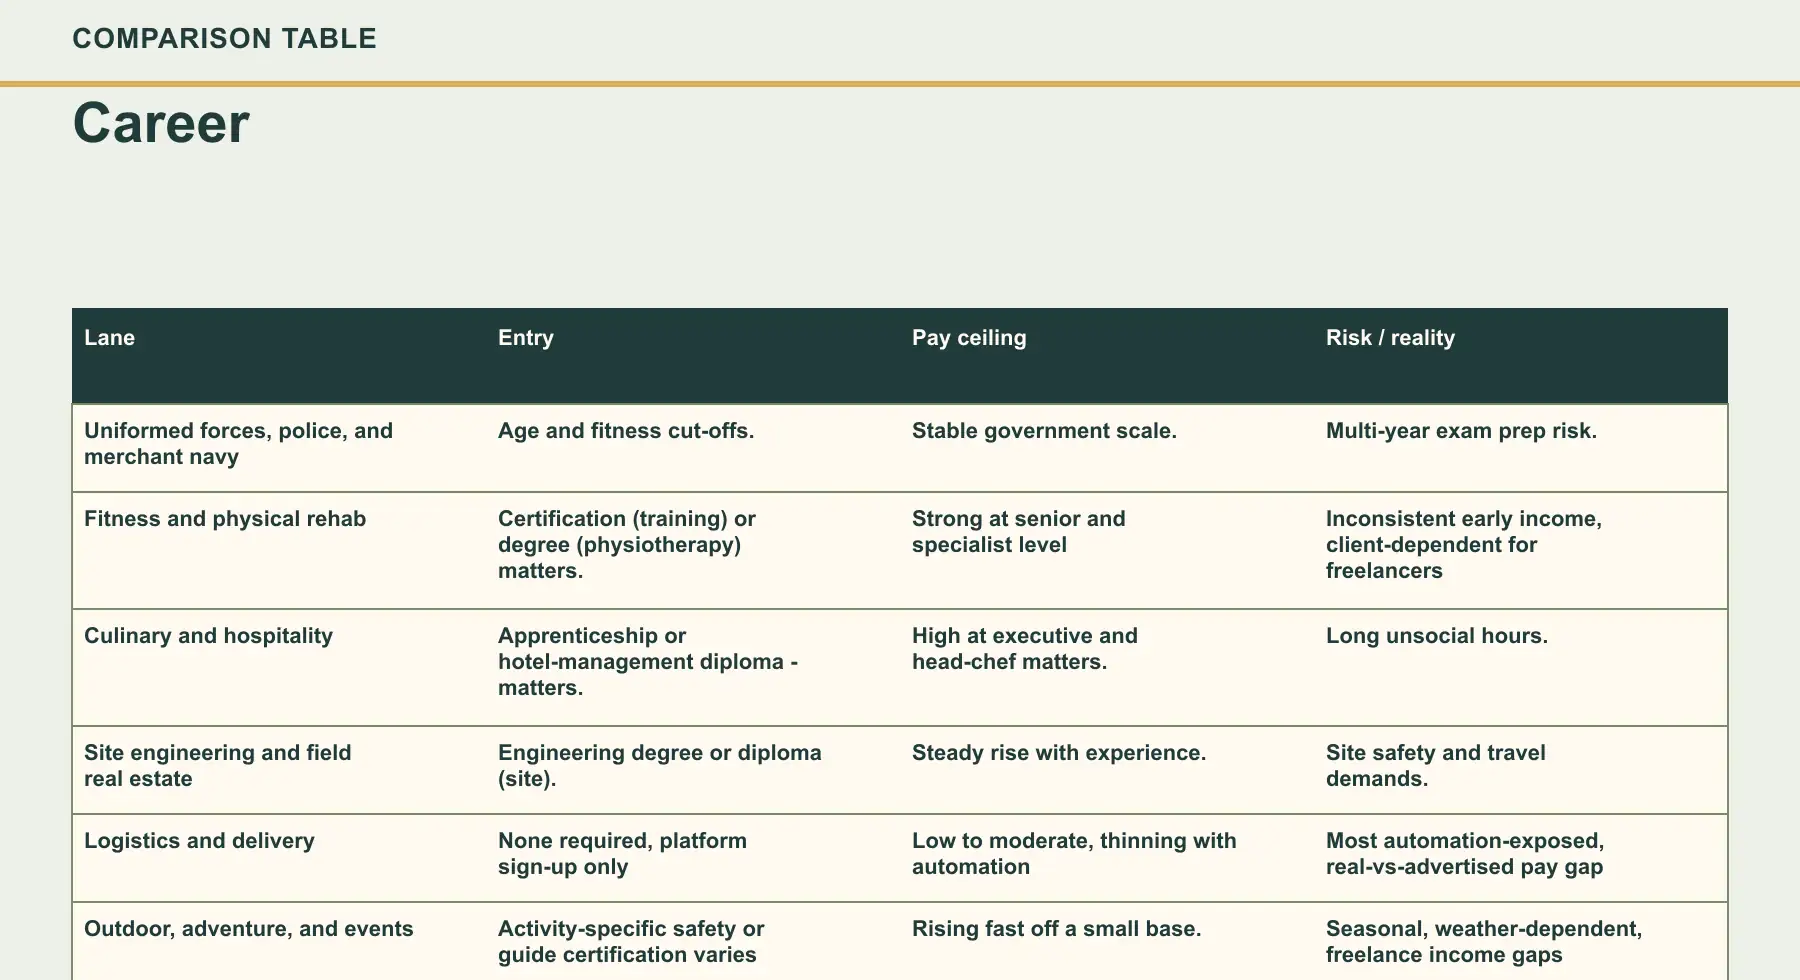 COMPARISON TABLE
Career
Lane
Entry
Pay ceiling
Risk / reality
Uniformed forces, police, and
merchant navy
Age and fitness cut-offs.
Stable government scale.
Multi-year exam prep risk.
Fitness and physical rehab
Certification (training) or
degree (physiotherapy)
matters.
Strong at senior and
specialist level
Inconsistent early income,
client-dependent for
freelancers
Culinary and hospitality
Apprenticeship or
hotel-management diploma -
matters.
High at executive and
head-chef matters.
Long unsocial hours.
Site engineering and field
real estate
Engineering degree or diploma
(site).
Steady rise with experience.
Site safety and travel
demands.
Logistics and delivery
None required, platform
sign-up only
Low to moderate, thinning with
automation
Most automation-exposed,
real-vs-advertised pay gap
Outdoor, adventure, and events
Activity-specific safety or
guide certification varies
Rising fast off a small base.
Seasonal, weather-dependent,
freelance income gaps